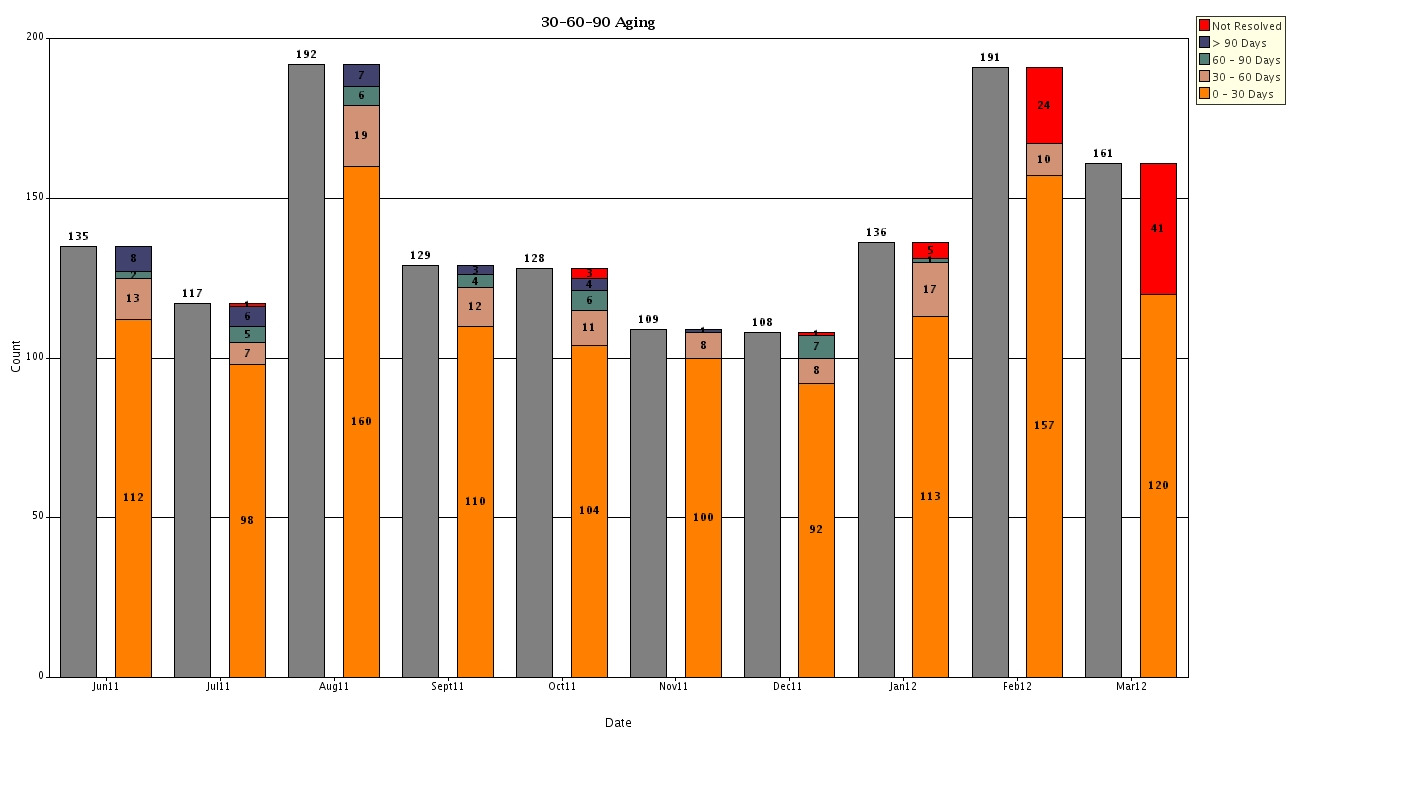 30-60-90 Aging
Not Resolved
> 90 Days
60 - 90 Days
30 - 60 Days
0 - 30 Days
Count
200
150
100
50
0
135
8
2
13
112
117
1
6
5
7
98
192
7
6
19
160
129
3
4
12
110
128
3
4
6
11
104
109
1
8
100
108
1
7
8
92
136
5
1
17
113
191
24
10
157
161
41
120
Jun11
Jul11
Aug11
Sept11
Oct11
Nov11
Dec11
Jan12
Feb12
Mar12
Date